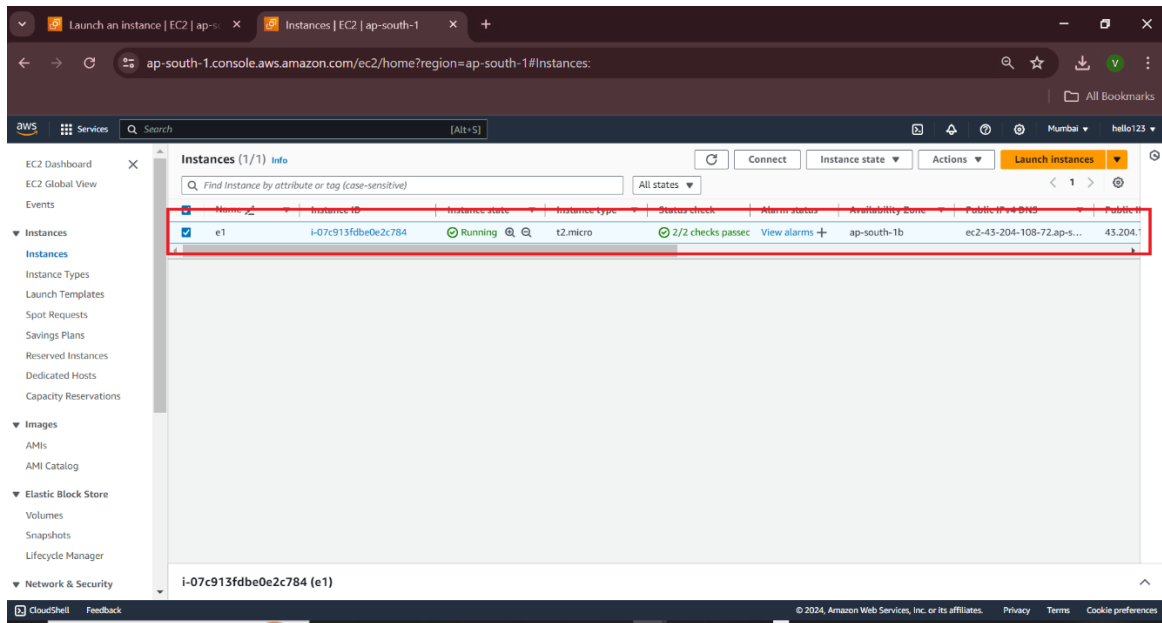 Launch an instance | EC2 | ap-s
Instances | EC2 | ap-south-1
ap-south-1.console.aws.amazon.com/ec2/home?region=ap-south-1#Instances:
V
All Bookmarks
aws Services Search [Alt+S] Mumbai hello123
EC2 Dashboard
EC2 Global View
Events
Instances
Instances
Instance Types
Launch Templates
Spot Requests
Savings Plans
Reserved Instances
Dedicated Hosts
Capacity Reservations
Images
AMIs
AMI Catalog
Elastic Block Store
Volumes
Snapshots
Lifecycle Manager
Network & Security
Instances (1/1) Info
Connect Instance state Actions Launch instances
Find Instance by attribute or tag (case-sensitive) All states 1
Name Instance ID Instance state Instance type Status check Alarm status Availability Zone Public IPv4 DNS Public I
e1 i-07c913fdbe0e2c784 Running t2.micro 2/2 checks passec View alarms + ap-south-1b ec2-43-204-108-72.ap-s... 43.204.1
i-07c913fdbe0e2c784 (e1)
CloudShell Feedback © 2024, Amazon Web Services, Inc. or its affiliates. Privacy Terms Cookie preferences